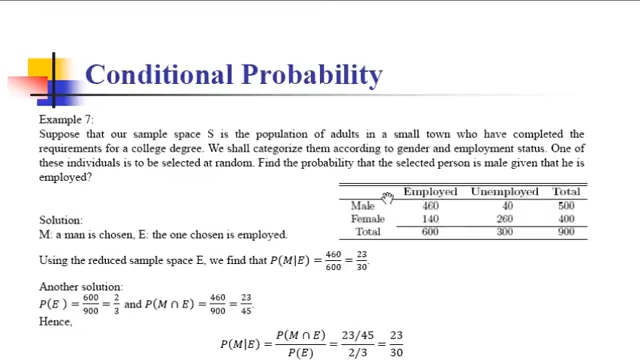 Conditional Probability
Example 7:
Suppose that our sample space S is the population of adults in a small town who have completed the
requirements for a college degree. We shall categorize them according to gender and employment status. One of
these individuals is to be selected at random. Find the probability that the selected person is male given that he is
employed?
Employed Unemployed Total
Male 460 40 500
Female 140 260 400
Total 600 300 900
Solution:
M: a man is chosen, E: the one chosen is employed.
Using the reduced sample space E, we find that P(M|E) = 460/600 = 23/30.
Another solution:
P(E) = 600/900 = 2/3 and P(M ∩ E) = 460/900 = 23/45.
Hence,
P(M|E) = P(M ∩ E)/P(E) = 23/45 / 2/3 = 23/30